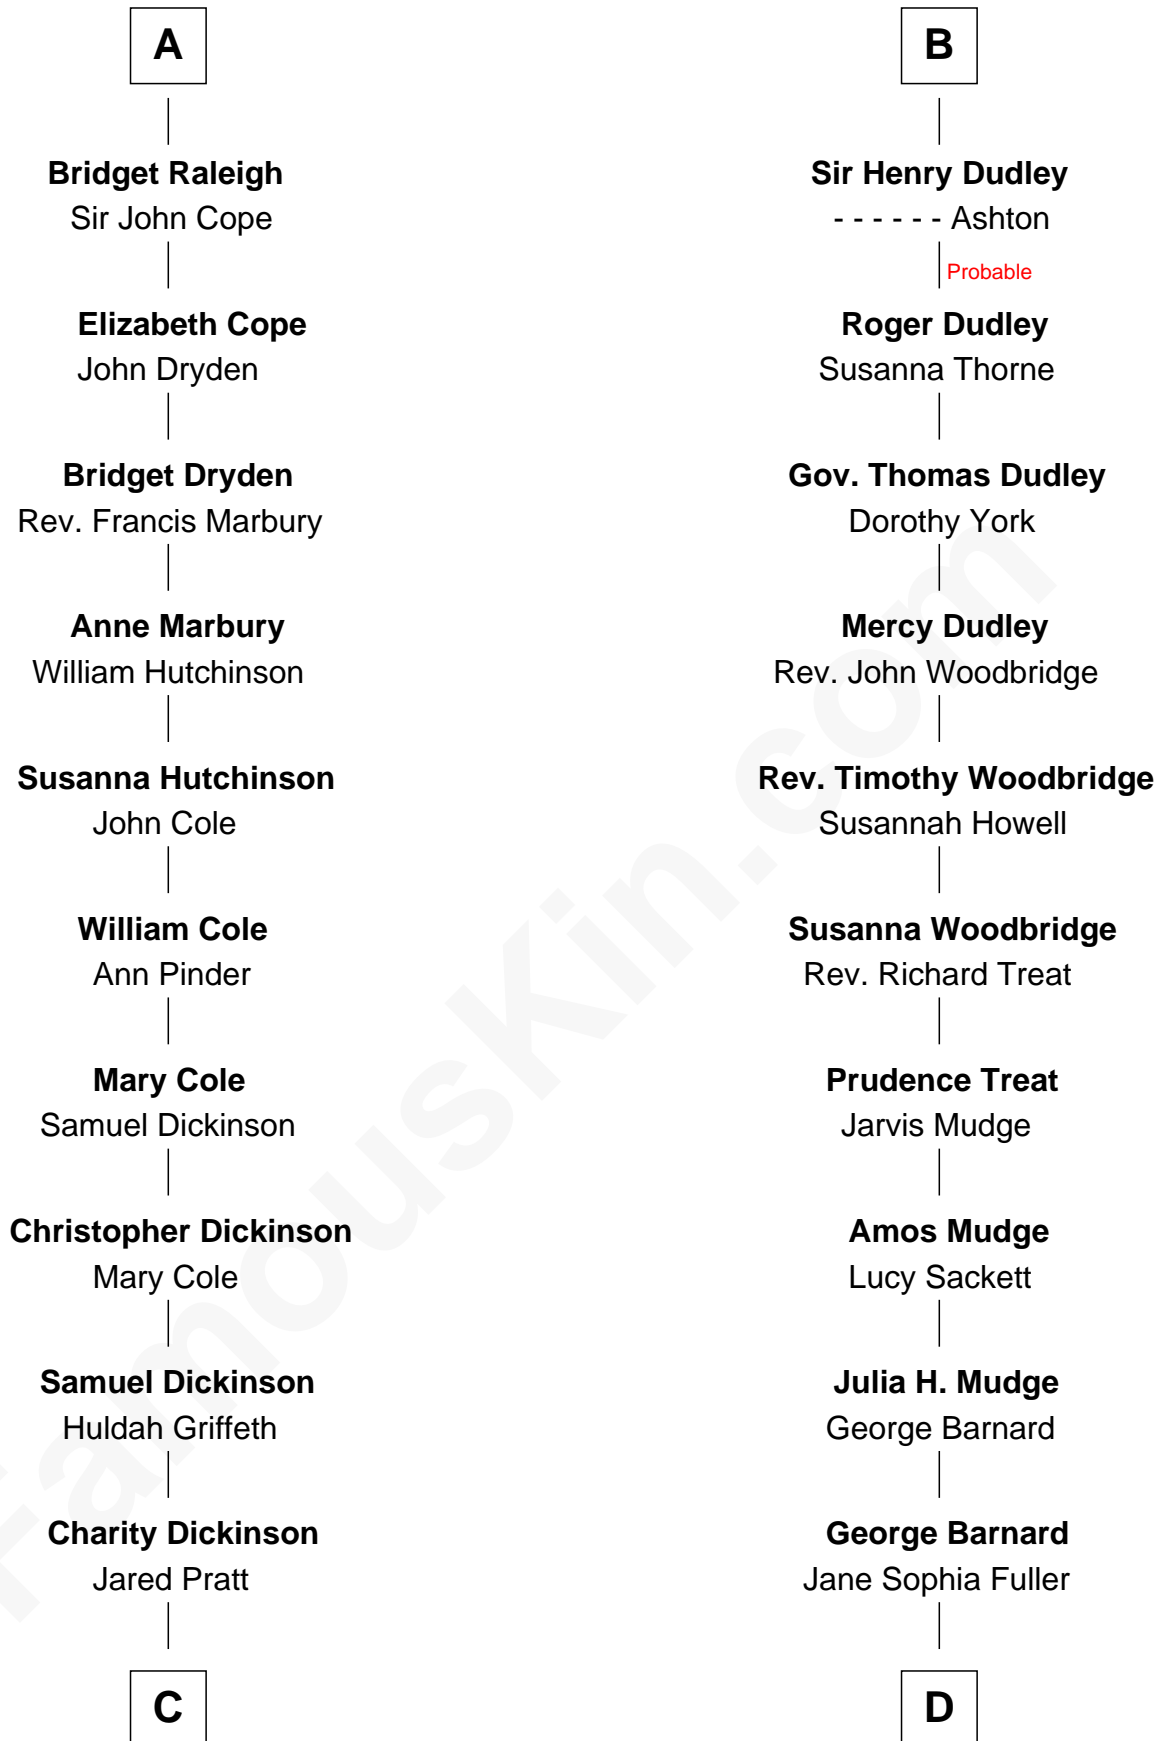 A
Bridget Raleigh
Sir John Cope
Elizabeth Cope
John Dryden
Bridget Dryden
Rev. Francis Marbury
Anne Marbury
William Hutchinson
Susanna Hutchinson
John Cole
William Cole
Ann Pinder
Mary Cole
Samuel Dickinson
Christopher Dickinson
Mary Cole
Samuel Dickinson
Huldah Griffeth
Charity Dickinson
Jared Pratt
C
B
Sir Henry Dudley
- - - - - - Ashton
Probable
Roger Dudley
Susanna Thorne
Gov. Thomas Dudley
Dorothy York
Mercy Dudley
Rev. John Woodbridge
Rev. Timothy Woodbridge
Susannah Howell
Susanna Woodbridge
Rev. Richard Treat
Prudence Treat
Jarvis Mudge
Amos Mudge
Lucy Sackett
Julia H. Mudge
George Barnard
George Barnard
Jane Sophia Fuller
D
FamousKin.com